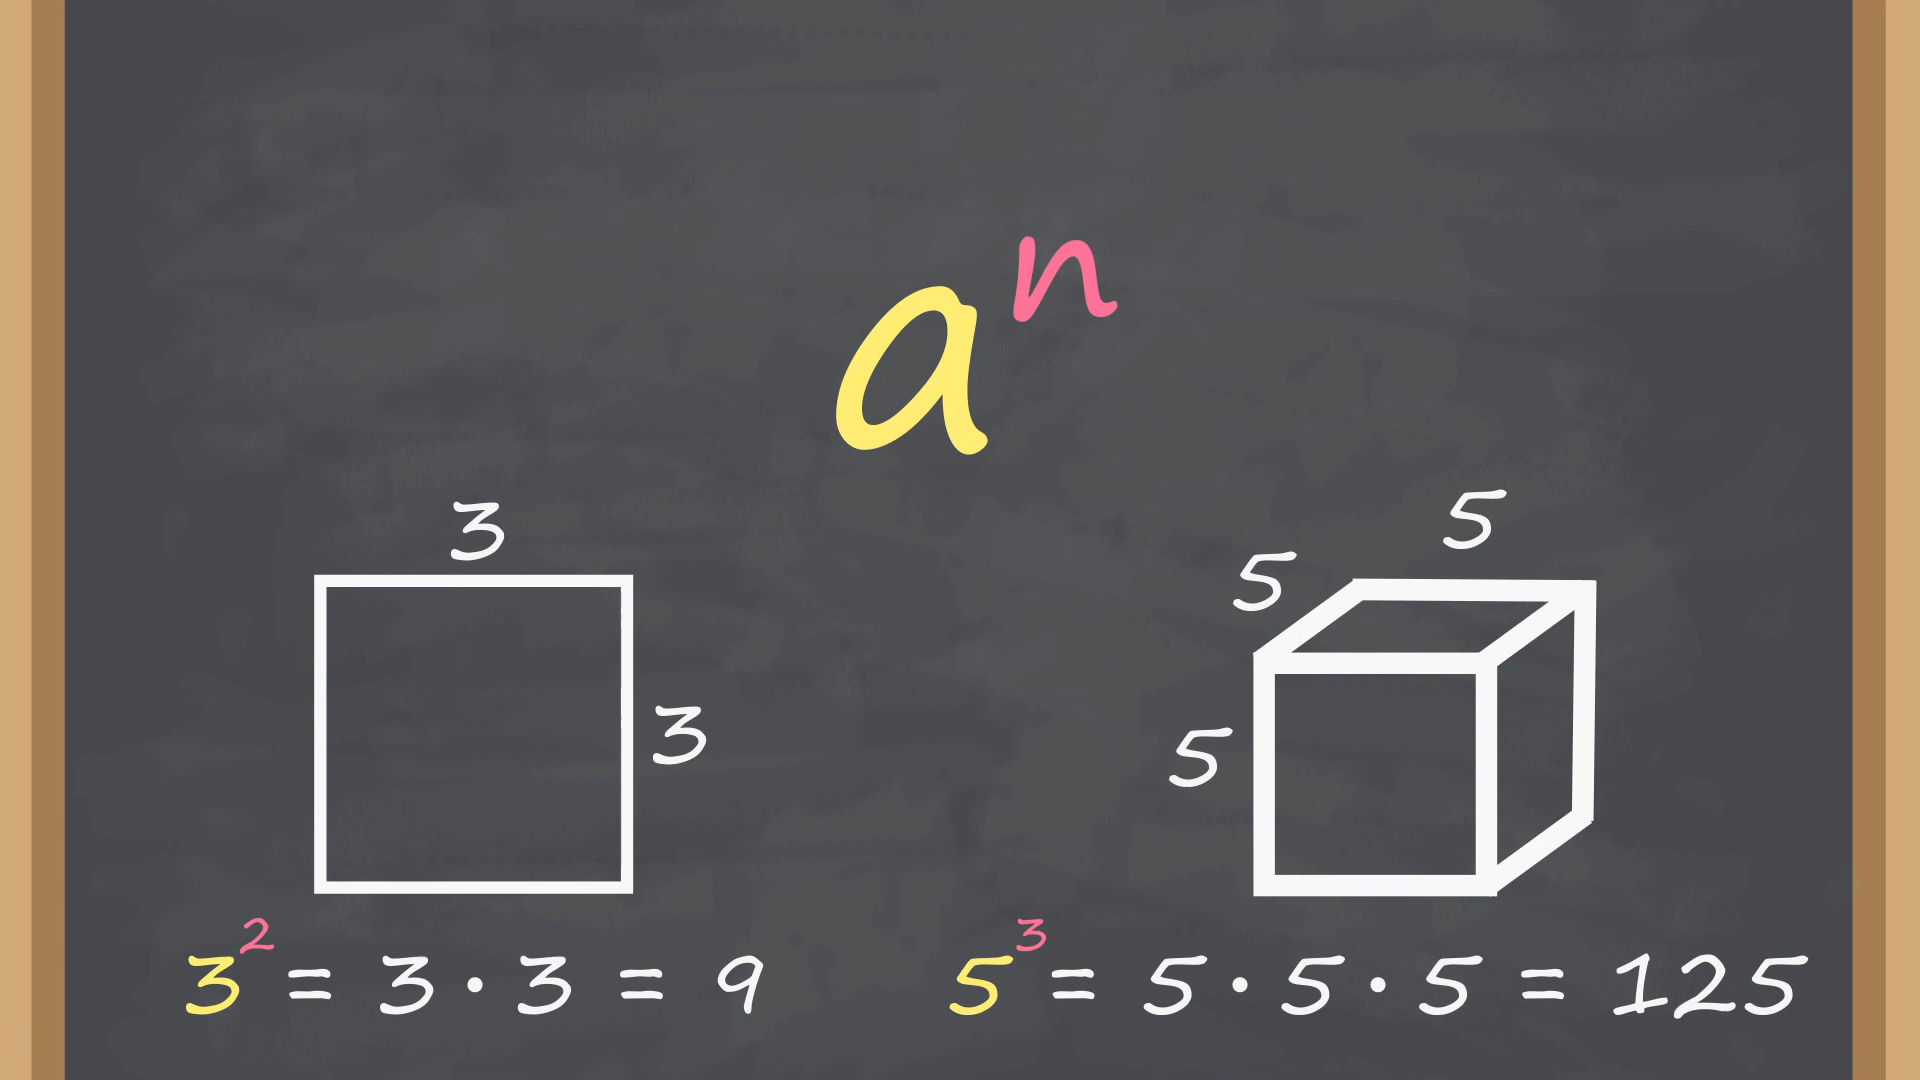 aⁿ
3
3
5
5
5
3² = 3 · 3 = 9
5³ = 5 · 5 · 5 = 125